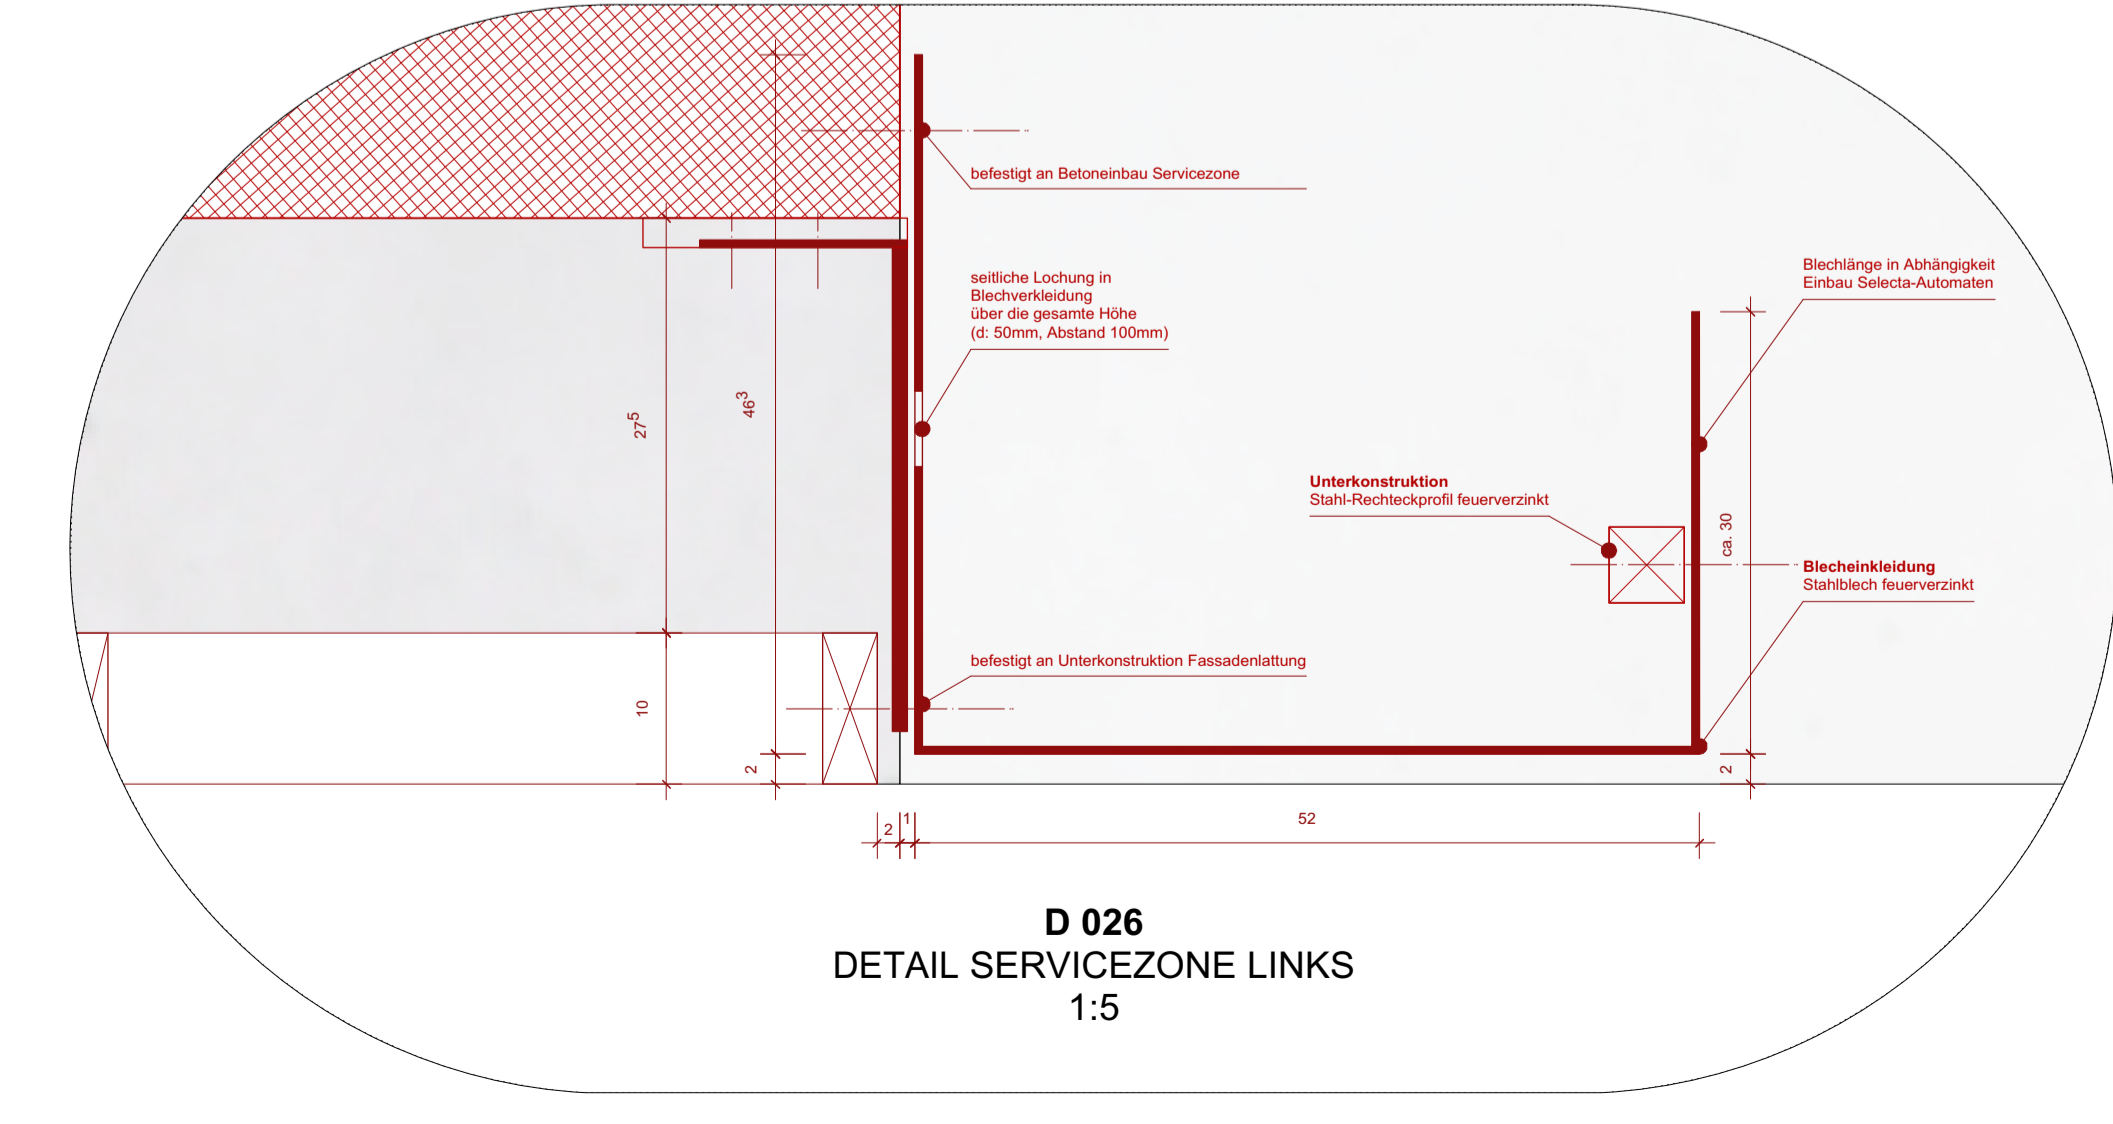 befestigt an Betoneinbau Servicezone
seitliche Lochung in
Blechverkleidung
über die gesamte Höhe
(d: 50mm, Abstand 100mm)
Blechlänge in Abhängigkeit
Einbau Selecta-Automaten
27⁵
46³
Unterkonstruktion
Stahl-Rechteckprofil feuerverzinkt
ca. 30
Blecheinkleidung
Stahlblech feuerverzinkt
befestigt an Unterkonstruktion Fassadenlattung
10
2
2
2
1
52
D 026
DETAIL SERVICEZONE LINKS
1:5